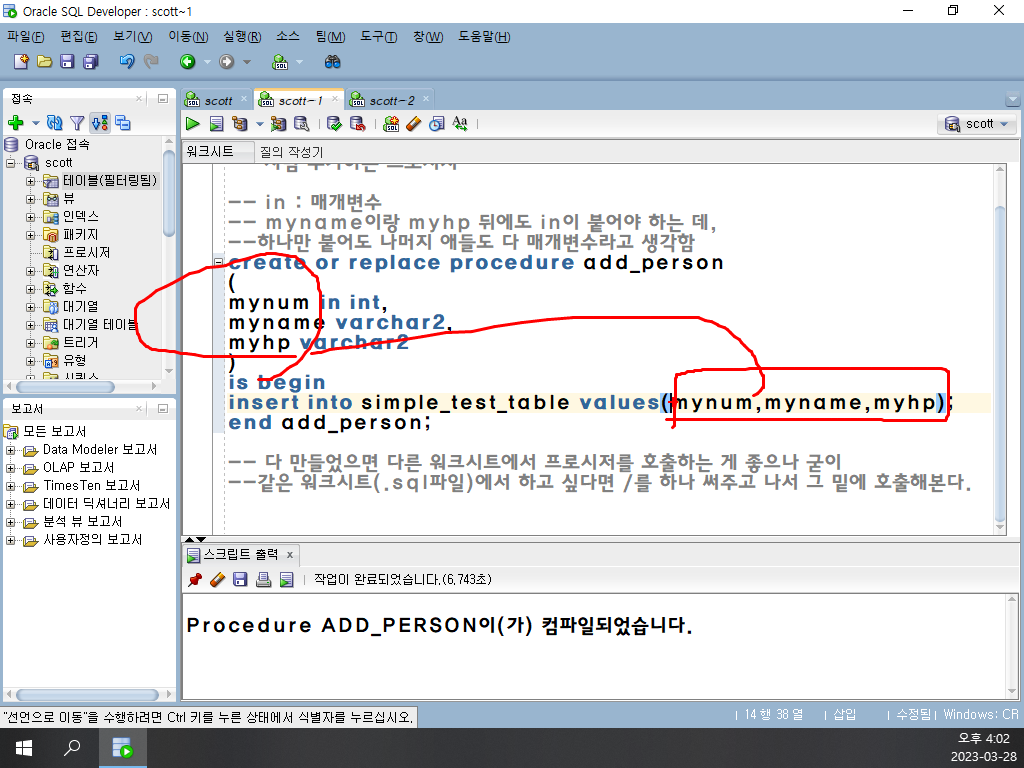 Oracle SQL Developer : scott~1
파일(F) 편집(E) 보기(V) 이동(N) 실행(R) 소스 팀(M) 도구(T) 창(W) 도움말(H)
접속
scott
scott~1
scott~2
scott
Oracle 접속
scott
테이블(필터링됨)
뷰
인덱스
패키지
프로시저
연산자
함수
대기열
대기열 테이블
트리거
유형
시퀀스
보고서
모든 보고서
Data Modeler 보고서
OLAP 보고서
TimesTen 보고서
데이터 딕셔너리 보고서
분석 뷰 보고서
사용자정의 보고서
워크시트 질의 작성기
-- in : 매개변수
-- myname이랑 myhp 뒤에도 in이 붙어야 하는 데,
--하나만 붙어도 나머지 얘들도 다 매개변수라고 생각함
create or replace procedure add_person
(
mynum in int,
myname varchar2,
myhp varchar2
)
is begin
insert into simple_test_table values(mynum,myname,myhp);
end add_person;
-- 다 만들었으면 다른 워크시트에서 프로시저를 호출하는 게 좋으나 굳이
--같은 워크시트(.sql파일)에서 하고 싶다면 /를 하나 써주고 나서 그 밑에 호출해본다.
스크립트 출력
작업이 완료되었습니다.(6.743초)
Procedure ADD_PERSON이(가) 컴파일되었습니다.
"선언으로 이동"을 수행하려면 Ctrl 키를 누른 상태에서 식별자를 누르십시오.
14 행 38 열
삽입
수정됨
Windows: CR
오후 4:02
2023-03-28